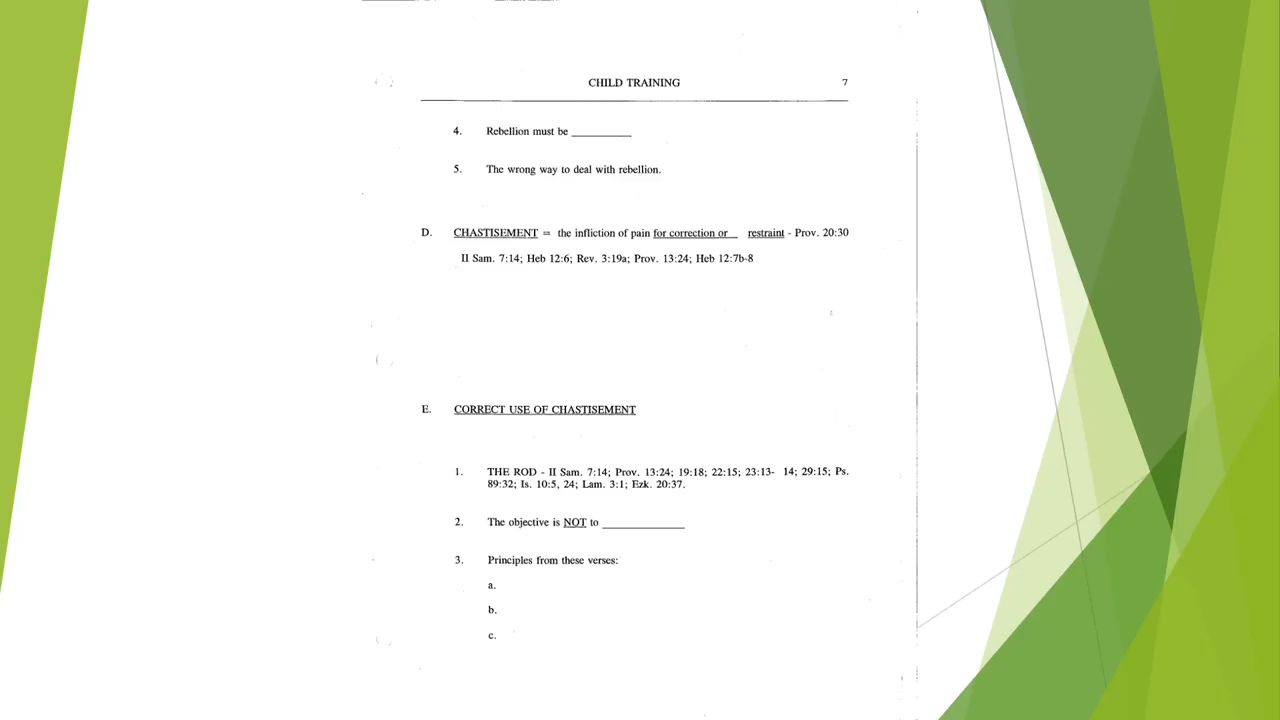 CHILD TRAINING 7
4. Rebellion must be __________
5. The wrong way to deal with rebellion.
D. CHASTISEMENT = the infliction of pain for correction or__ restraint - Prov. 20:30
II Sam. 7:14; Heb 12:6; Rev. 3:19a; Prov. 13:24; Heb 12:7b-8
E. CORRECT USE OF CHASTISEMENT
1. THE ROD - II Sam. 7:14; Prov. 13:24; 19:18; 22:15; 23:13- 14; 29:15; Ps.
89:32; Is. 10:5, 24; Lam. 3:1; Ezk. 20:37.
2. The objective is NOT to ______________
3. Principles from these verses:
a.
b.
c.